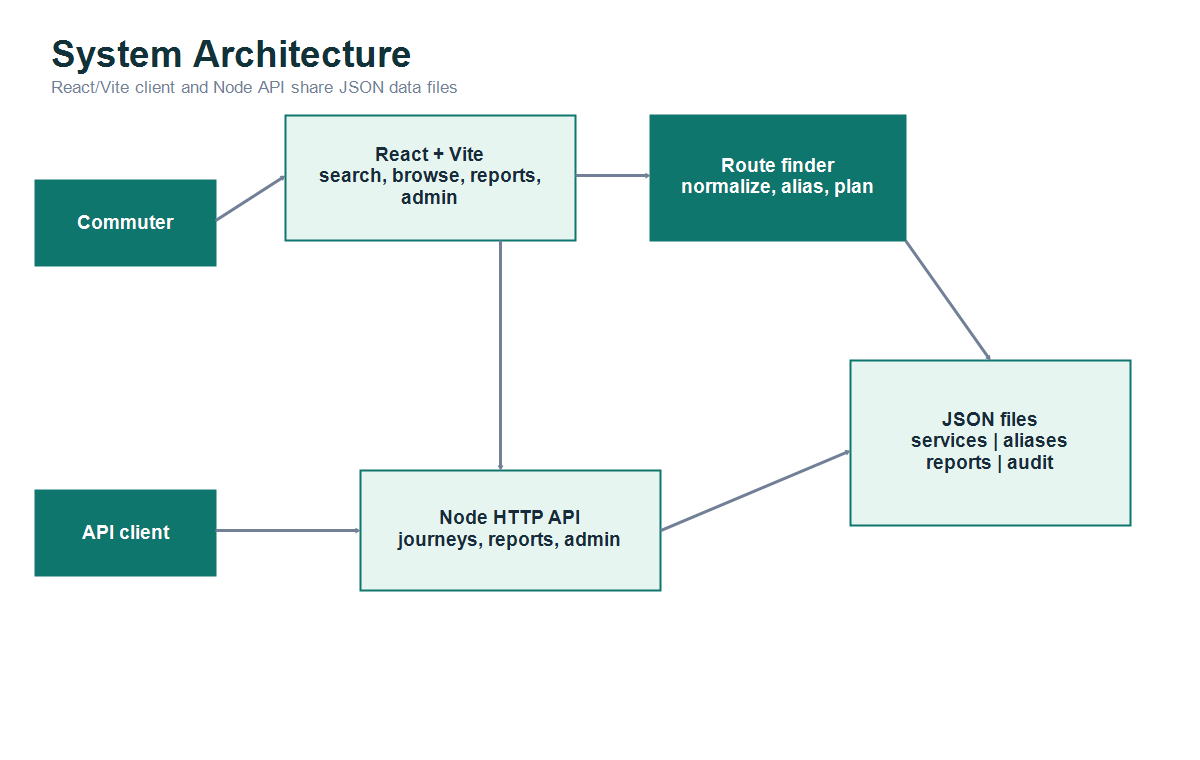 System Architecture
React/Vite client and Node API share JSON data files
React + Vite
search, browse, reports,
admin
Route finder
normalize, alias, plan
Commuter
JSON files
services | aliases
reports | audit
Node HTTP API
journeys, reports, admin
API client